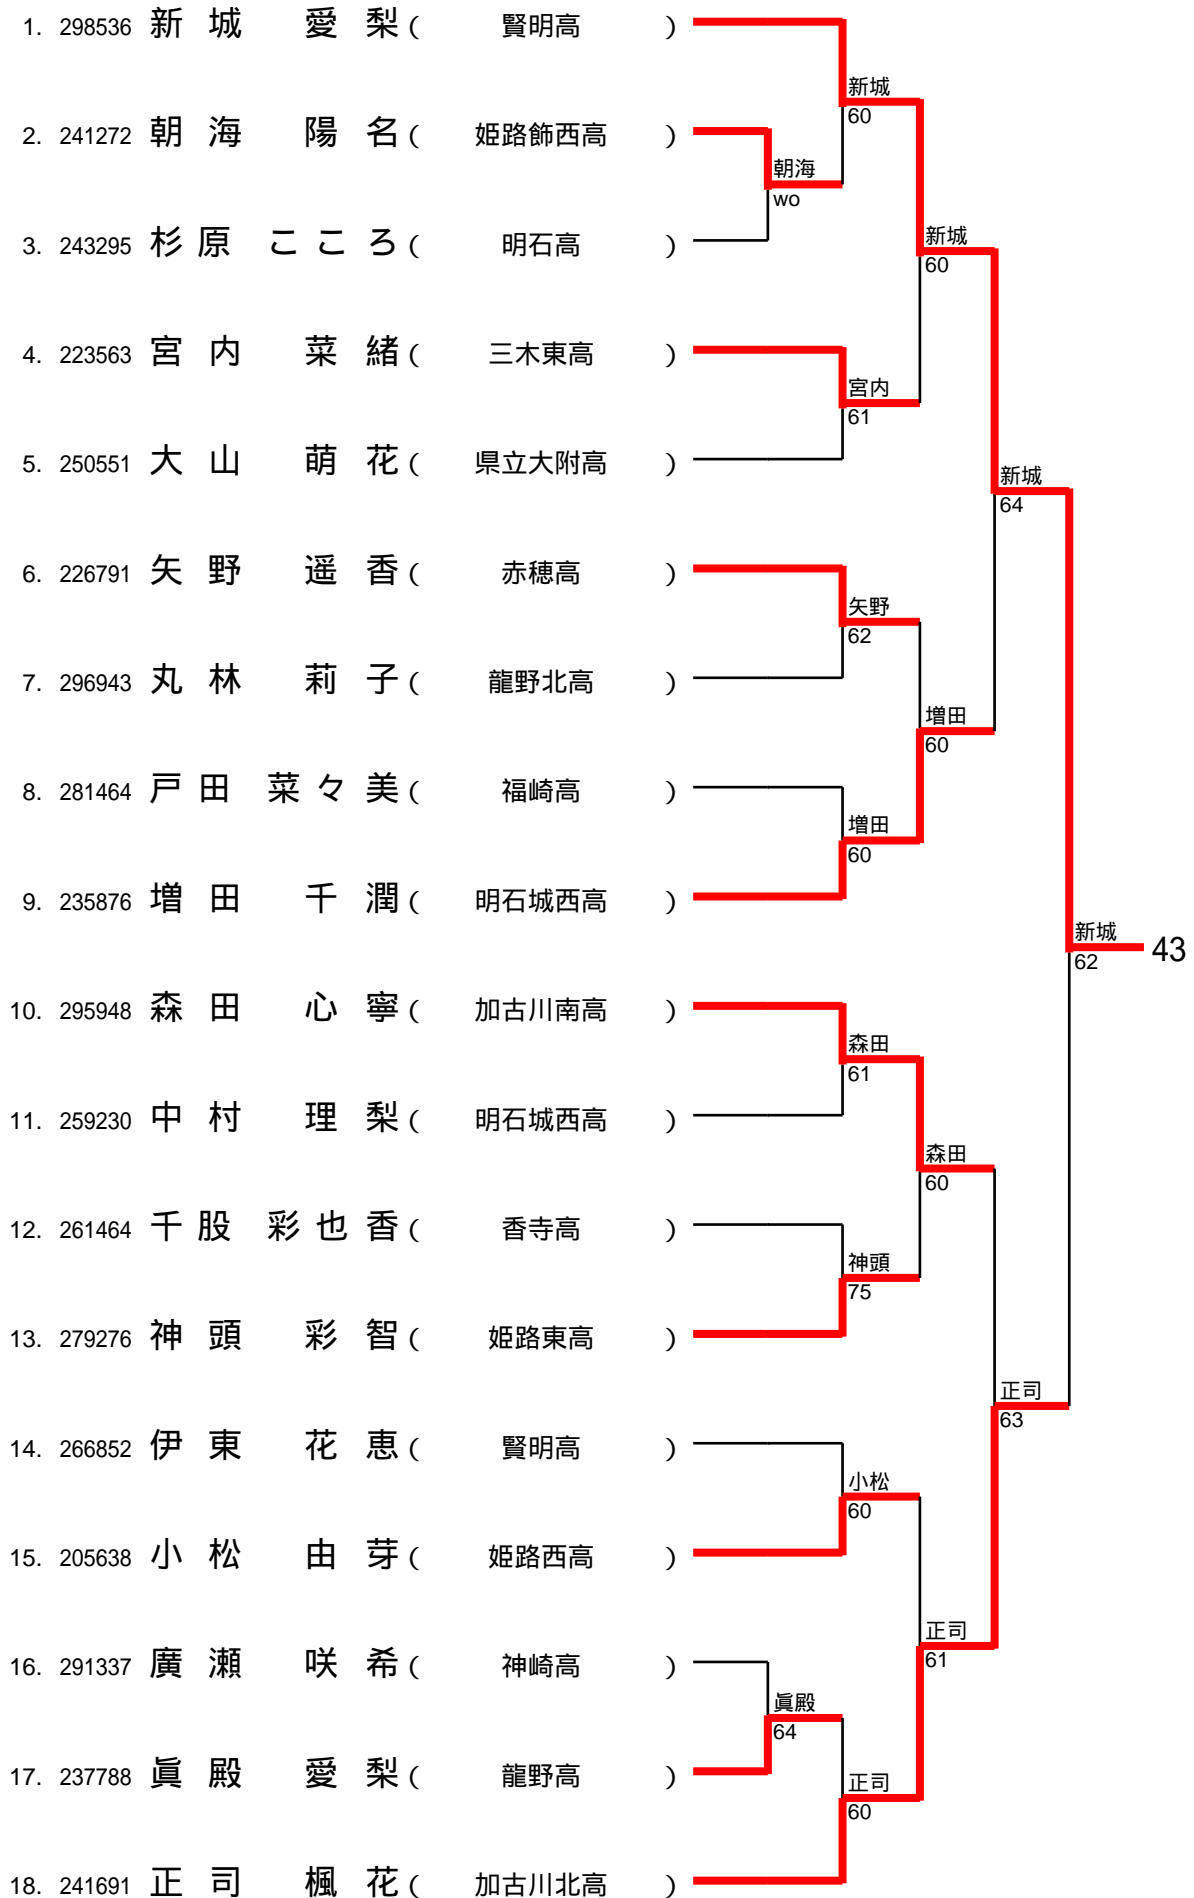 1. 298536 新城 愛梨 ( 賢明高 )
新城
60
2. 241272 朝海 陽名 ( 姫路飾西高 )
朝海
wo
3. 243295 杉原 こころ ( 明石高 )
新城
60
4. 223563 宮内 菜緒 ( 三木東高 )
宮内
61
5. 250551 大山 萌花 ( 県立大附高 )
新城
64
6. 226791 矢野 遥香 ( 赤穂高 )
矢野
62
7. 296943 丸林 莉子 ( 龍野北高 )
増田
60
8. 281464 戸田 菜々美 ( 福崎高 )
増田
60
9. 235876 増田 千潤 ( 明石城西高 )
新城
62
43
10. 295948 森田 心寧 ( 加古川南高 )
森田
61
11. 259230 中村 理梨 ( 明石城西高 )
森田
60
12. 261464 千股 彩也香 ( 香寺高 )
神頭
75
13. 279276 神頭 彩智 ( 姫路東高 )
正司
63
14. 266852 伊東 花恵 ( 賢明高 )
小松
60
15. 205638 小松 由芽 ( 姫路西高 )
正司
61
16. 291337 廣瀬 咲希 ( 神崎高 )
眞殿
64
17. 237788 眞殿 愛梨 ( 龍野高 )
正司
60
18. 241691 正司 楓花 ( 加古川北高 )